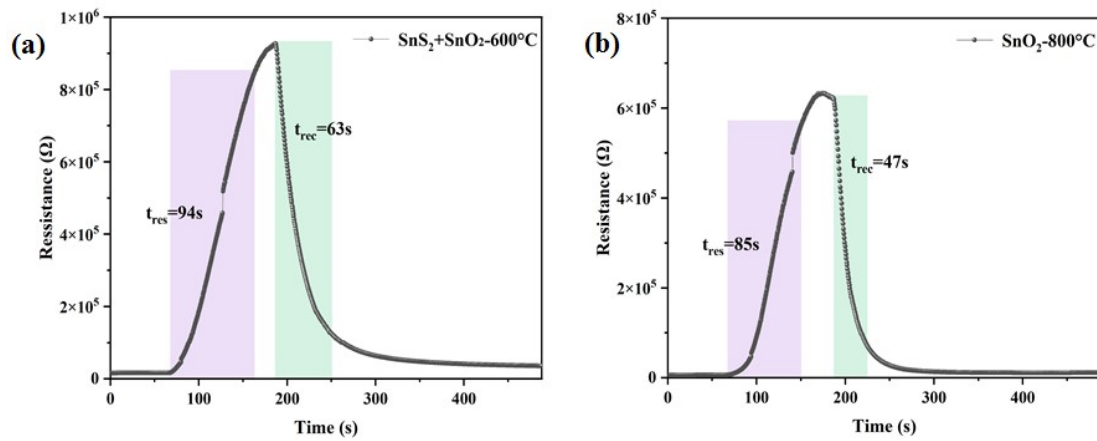 (a)
SnS₂+SnO₂-600°C
1×10⁶
8×10⁵
6×10⁵
4×10⁵
2×10⁵
0
Ressistance (Ω)
t_res=94s
t_rec=63s
0
100
200
300
400
Time (s)
(b)
SnO₂-800°C
8×10⁵
6×10⁵
4×10⁵
2×10⁵
0
Ressistance (Ω)
t_res=85s
t_rec=47s
0
100
200
300
400
Time (s)